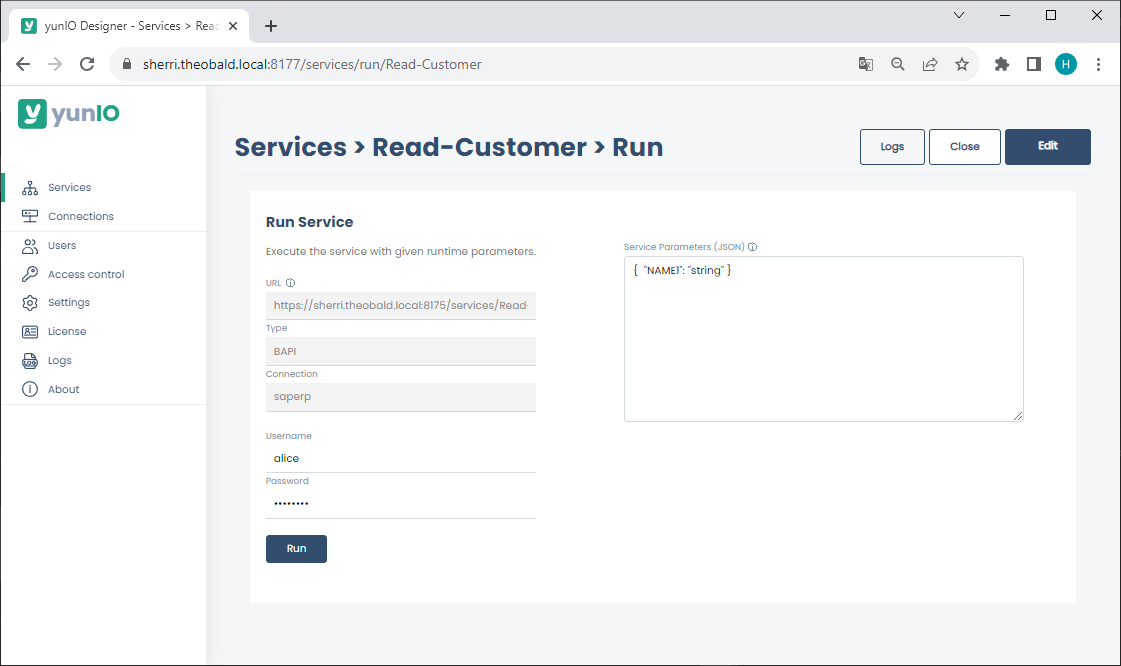 yunIO Designer - Services > Rea
sherri.theobald.local:8177/services/run/Read-Customer
H
yunIO
Services > Read-Customer > Run
Logs
Close
Edit
Services
Connections
Users
Access control
Settings
License
Logs
About
Run Service
Execute the service with given runtime parameters.
URL
https://sherri.theobald.local:8175/services/Read-
Type
BAPI
Connection
saperp
Username
alice
Password
••••••••
Run
Service Parameters (JSON)
{ "NAME1": "string" }